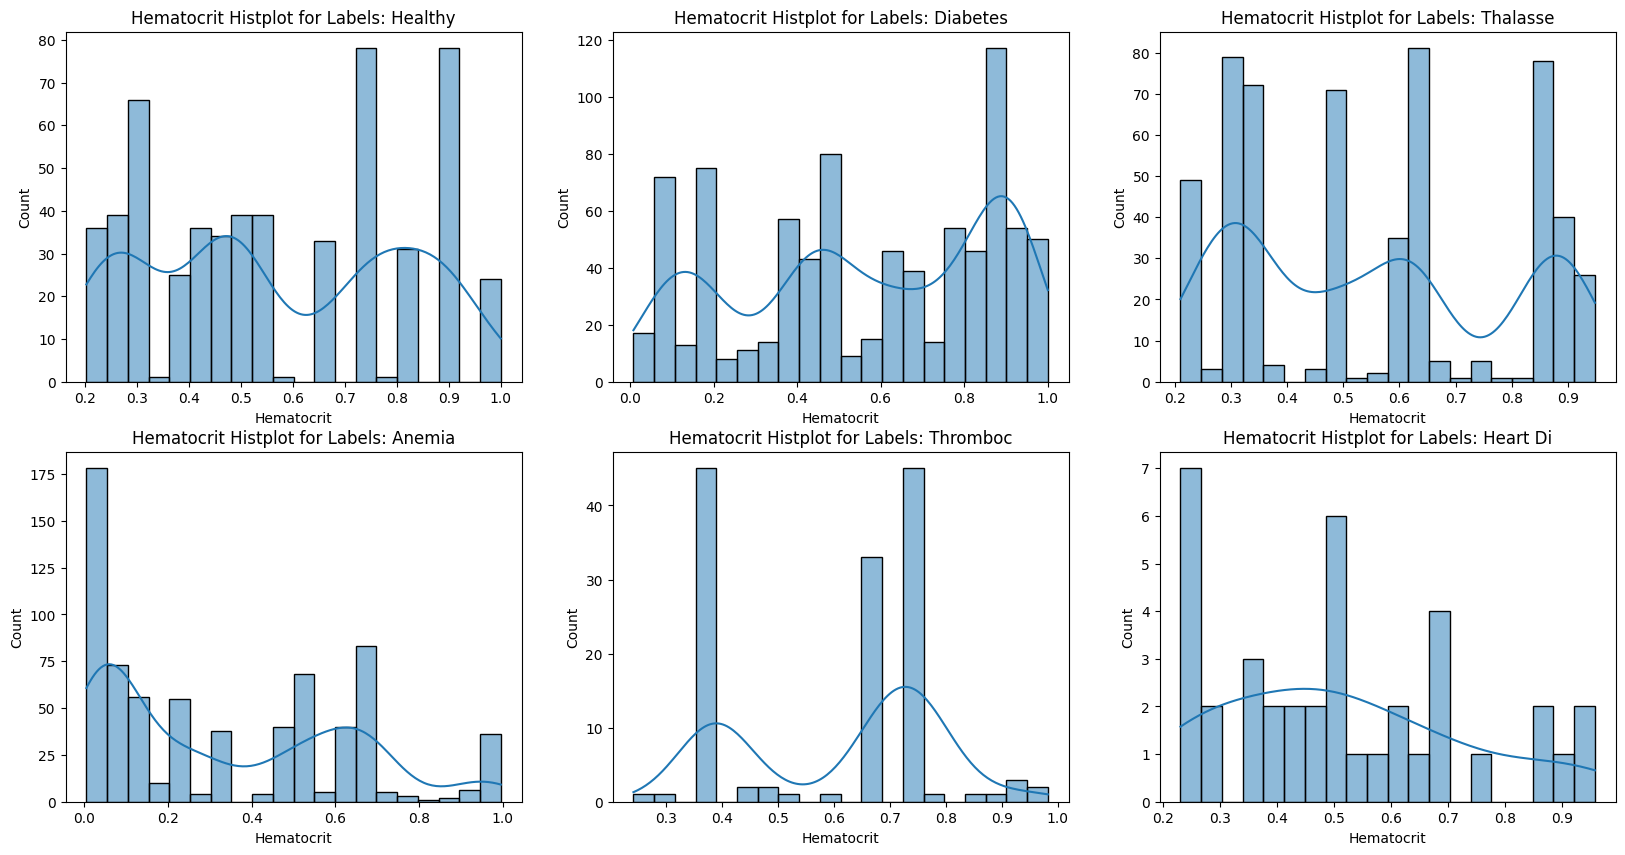 Hematocrit Histplot for Labels: Healthy
80
70
60
50
40
30
20
10
0
Count
0.2 0.3 0.4 0.5 0.6 0.7 0.8 0.9 1.0
Hematocrit
Hematocrit Histplot for Labels: Diabetes
120
100
80
60
40
20
0
Count
0.0 0.2 0.4 0.6 0.8 1.0
Hematocrit
Hematocrit Histplot for Labels: Thalasse
80
70
60
50
40
30
20
10
0
Count
0.2 0.3 0.4 0.5 0.6 0.7 0.8 0.9
Hematocrit
Hematocrit Histplot for Labels: Anemia
175
150
125
100
75
50
25
0
Count
0.0 0.2 0.4 0.6 0.8 1.0
Hematocrit
Hematocrit Histplot for Labels: Thromboc
40
30
20
10
0
Count
0.3 0.4 0.5 0.6 0.7 0.8 0.9 1.0
Hematocrit
Hematocrit Histplot for Labels: Heart Di
7
6
5
4
3
2
1
0
Count
0.2 0.3 0.4 0.5 0.6 0.7 0.8 0.9
Hematocrit